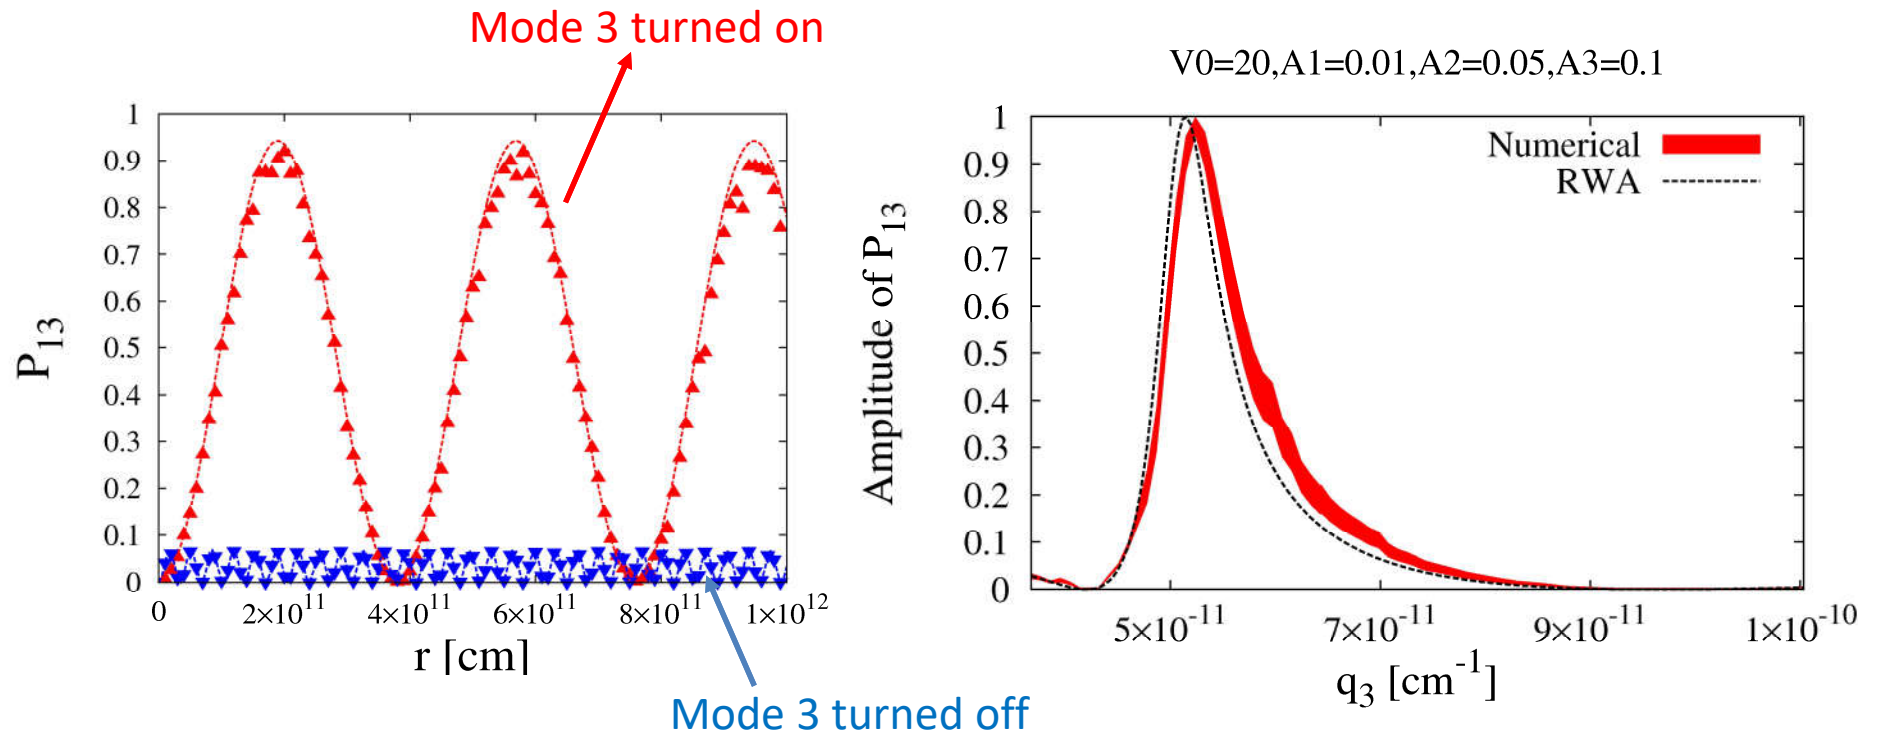 Mode 3 turned on
P13
1
0.9
0.8
0.7
0.6
0.5
0.4
0.3
0.2
0.1
0
0 2×10^11 4×10^11 6×10^11 8×10^11 1×10^12
r [cm]
Mode 3 turned off
V0=20,A1=0.01,A2=0.05,A3=0.1
Amplitude of P13
1
0.9
0.8
0.7
0.6
0.5
0.4
0.3
0.2
0.1
0
Numerical
RWA
5×10^-11 7×10^-11 9×10^-11 1×10^-10
q3 [cm^-1]